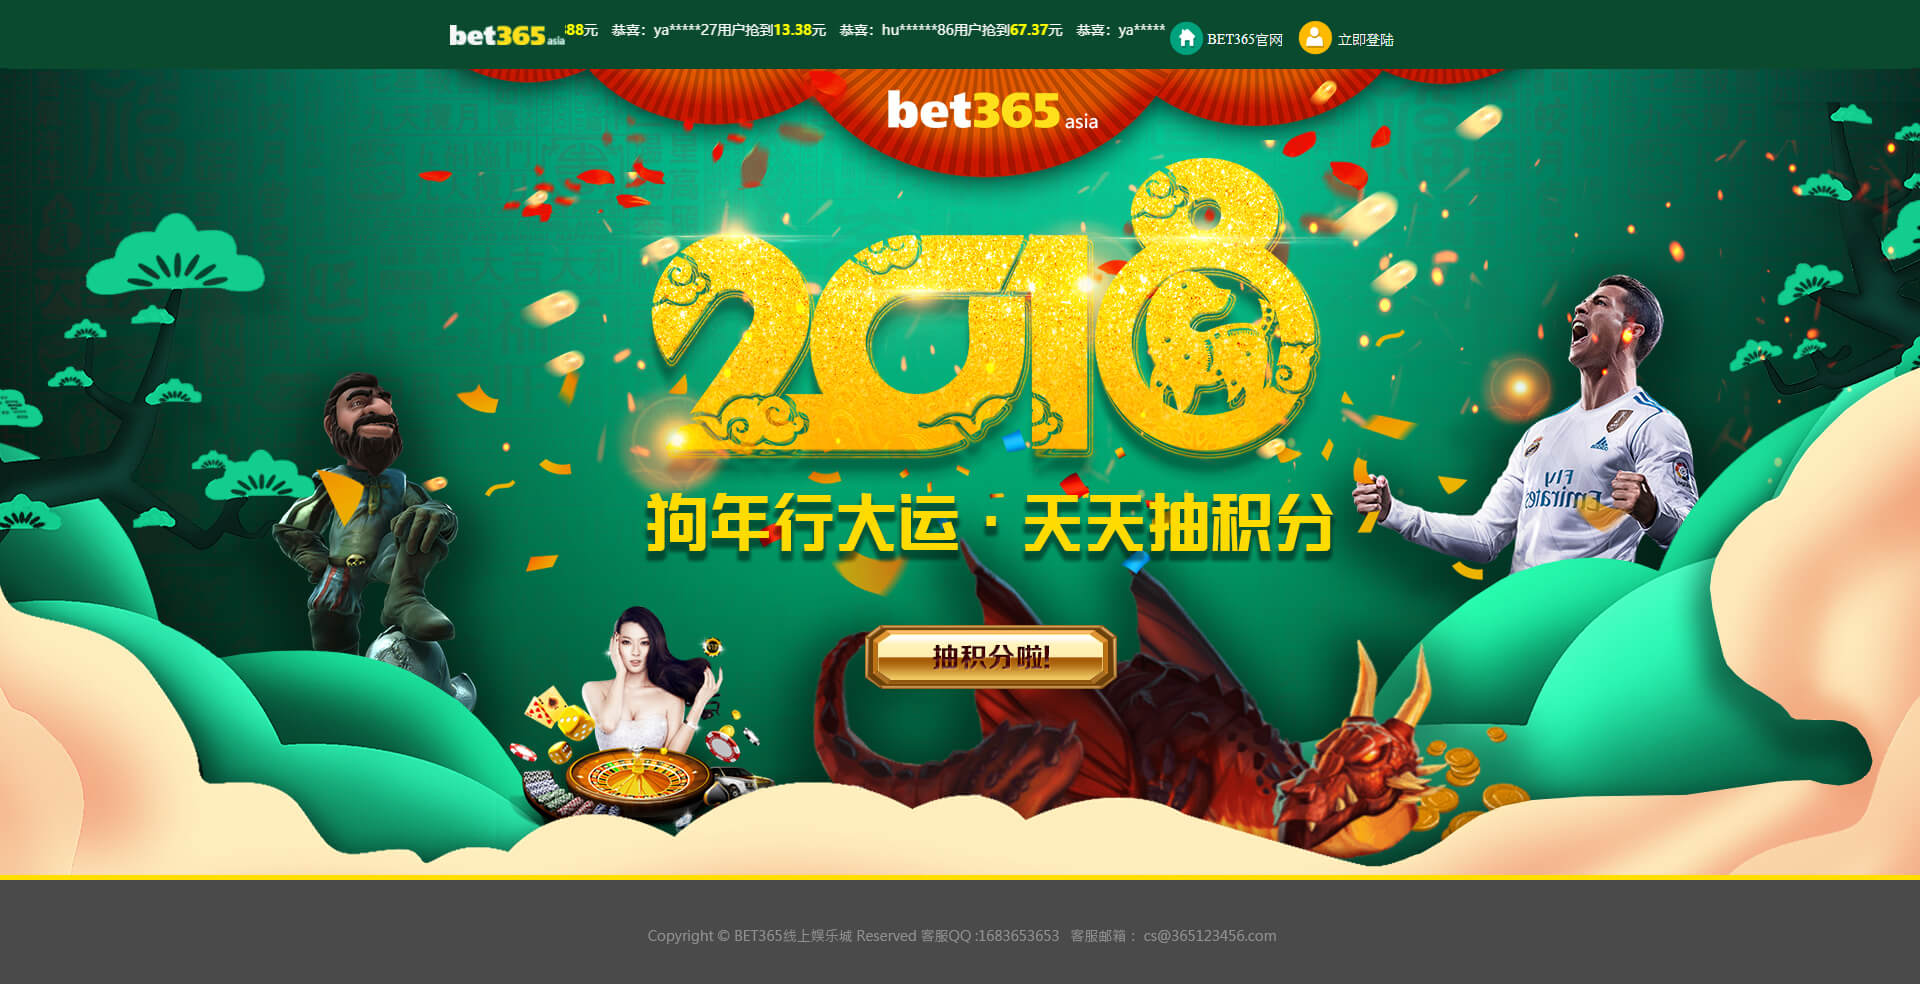 bet365 asia
88元 恭喜：ya*****27用户抢到13.38元 恭喜：hu******86用户抢到67.37元 恭喜：ya*****
BET365官网
立即登陆
bet365 asia
2018
狗年行大运·天天抽积分
Fly
Emirates
抽积分啦!
Copyright © BET365线上娱乐城 Reserved 客服QQ :1683653653 客服邮箱： cs@365123456.com